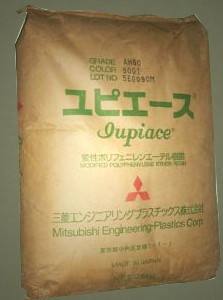 GRADE AH90
COLOR 9001
LOT NO
ユピエース
Iupiace
変性ポリフェニレンエーテル樹脂
MODIFIED POLYPHENYLENE ETHER RESIN
三菱エンジニアリングプラスチックス株式会社
Mitsubishi Engineering-Plastics Corp.
MADE IN JAPAN